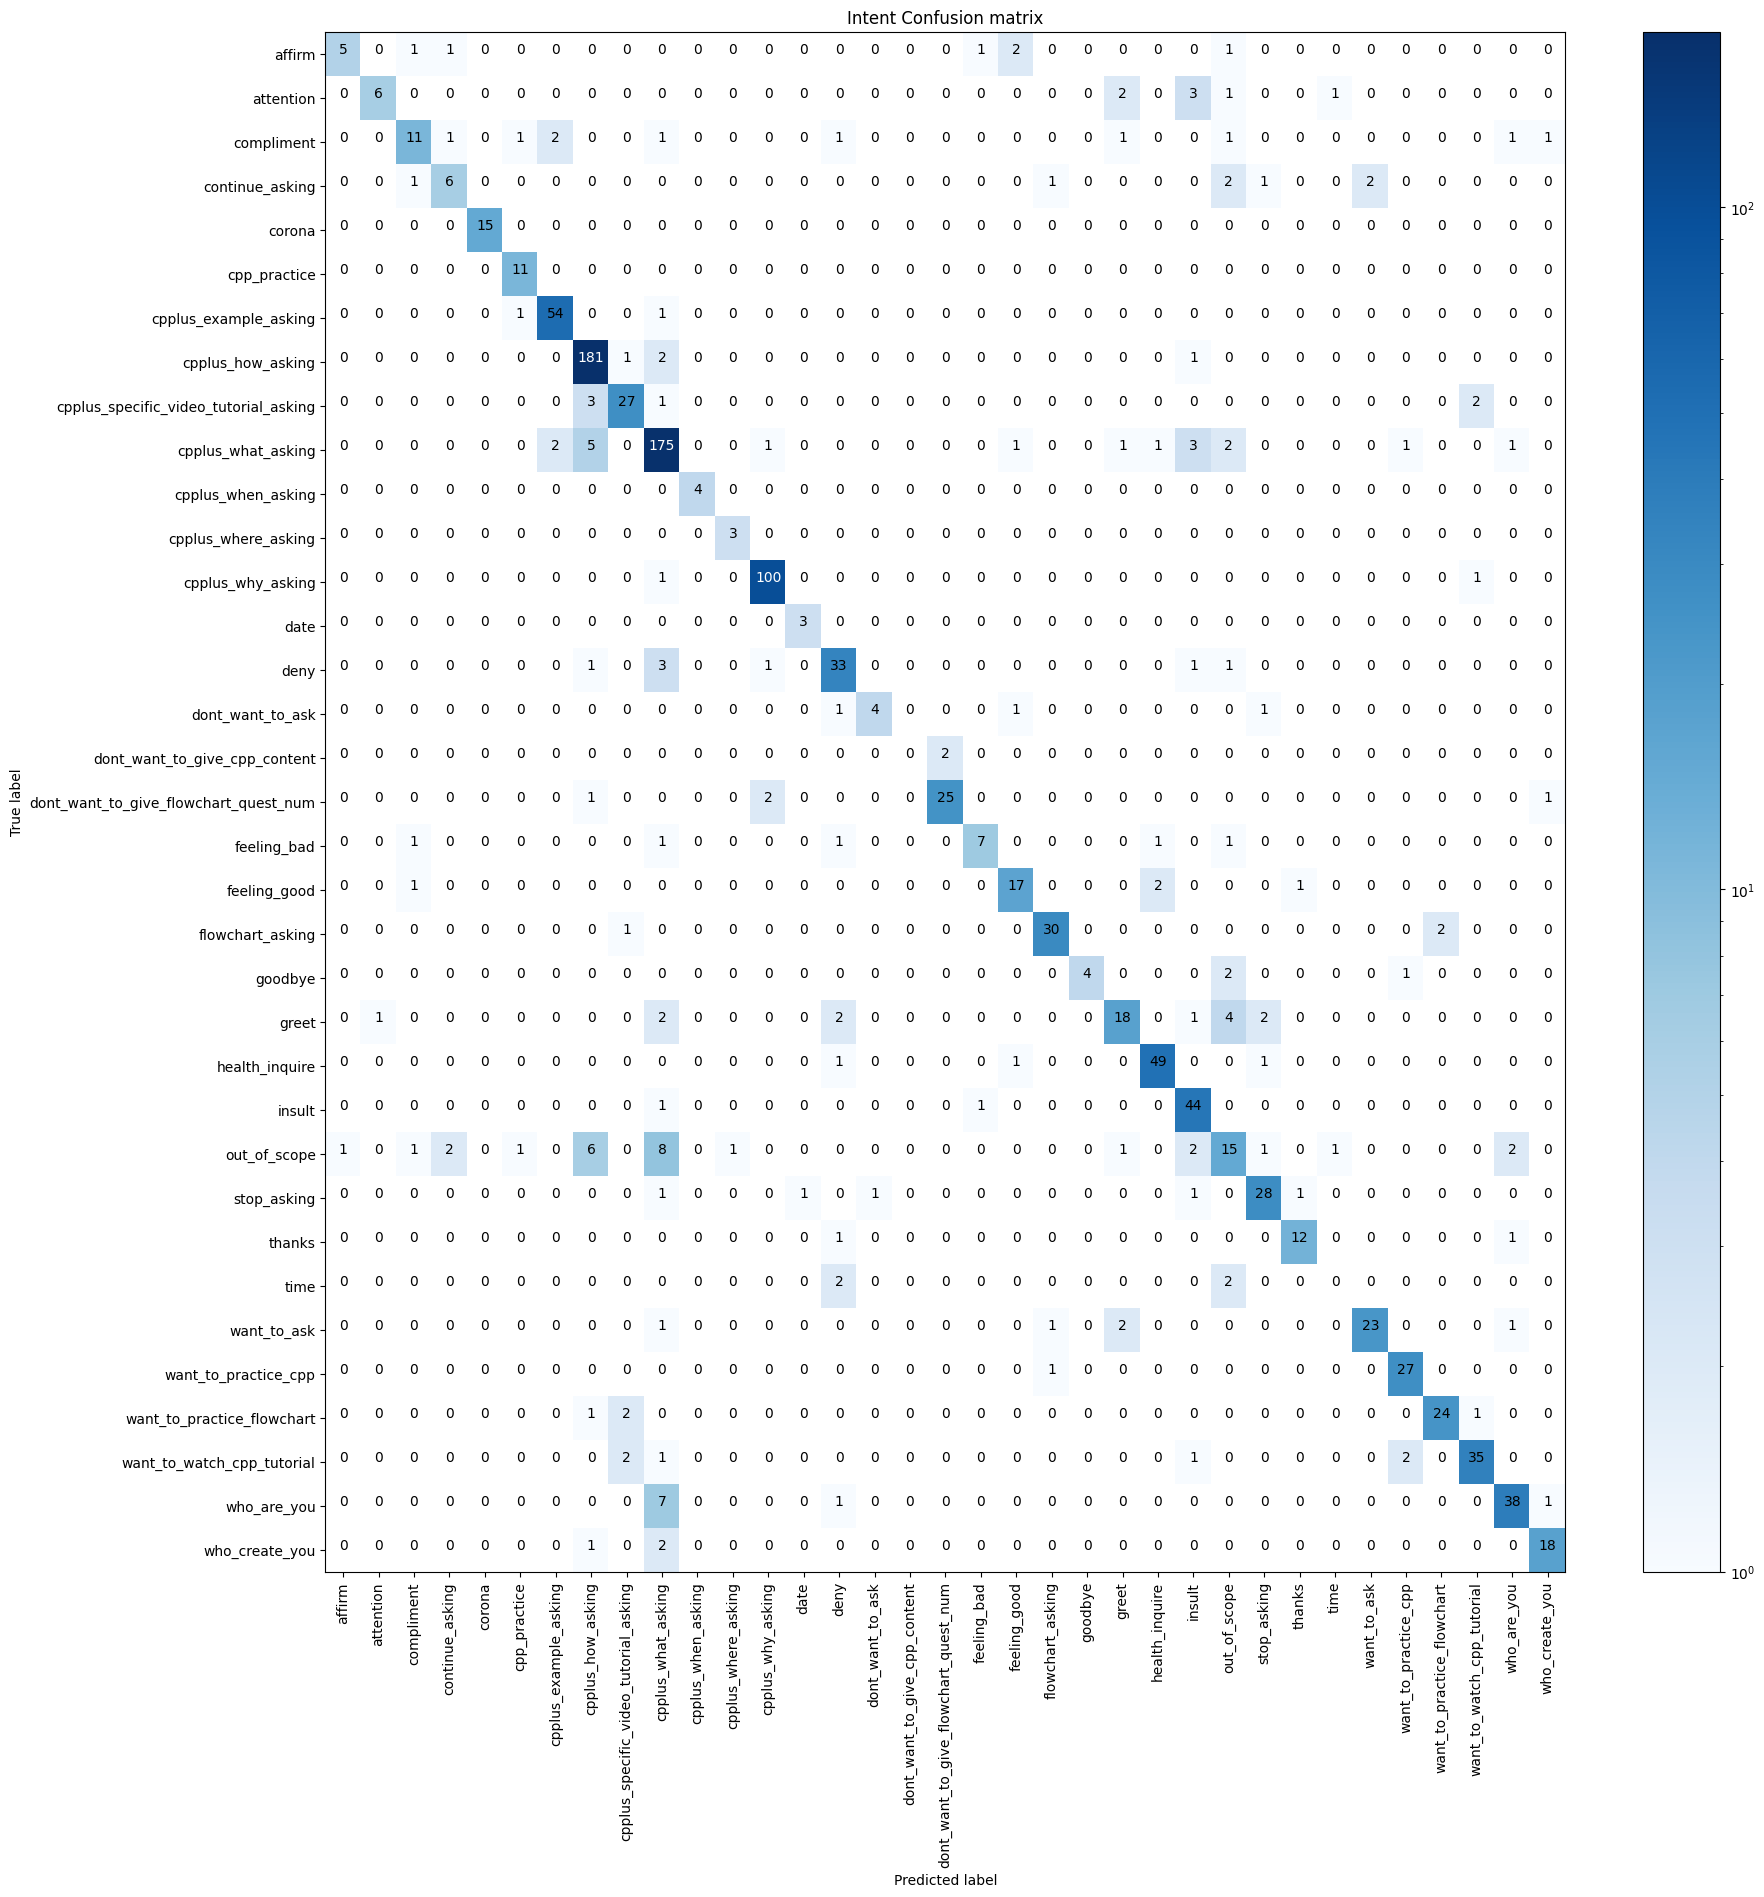 Intent Confusion matrix
affirm 5 0 1 1 0 0 0 0 0 0 0 0 0 0 0 0 0 0 1 2 0 0 0 0 0 1 0 0 0 0 0 0 0 0 0
attention 0 6 0 0 0 0 0 0 0 0 0 0 0 0 0 0 0 0 0 0 0 0 2 0 3 1 0 0 1 0 0 0 0 0 0
compliment 0 0 11 1 0 1 2 0 0 1 0 0 0 0 1 0 0 0 0 0 0 0 1 0 0 1 0 0 0 0 0 0 0 1 1
continue_asking 0 0 1 6 0 0 0 0 0 0 0 0 0 0 0 0 0 0 0 0 1 0 0 0 0 2 1 0 0 2 0 0 0 0 0
corona 0 0 0 0 15 0 0 0 0 0 0 0 0 0 0 0 0 0 0 0 0 0 0 0 0 0 0 0 0 0 0 0 0 0 0
cpp_practice 0 0 0 0 0 11 0 0 0 0 0 0 0 0 0 0 0 0 0 0 0 0 0 0 0 0 0 0 0 0 0 0 0 0 0
cpplus_example_asking 0 0 0 0 0 1 54 0 0 1 0 0 0 0 0 0 0 0 0 0 0 0 0 0 0 0 0 0 0 0 0 0 0 0 0
cpplus_how_asking 0 0 0 0 0 0 0 181 1 2 0 0 0 0 0 0 0 0 0 0 0 0 0 0 1 0 0 0 0 0 0 0 0 0 0
cpplus_specific_video_tutorial_asking 0 0 0 0 0 0 0 3 27 1 0 0 0 0 0 0 0 0 0 0 0 0 0 0 0 0 0 0 0 0 0 0 2 0 0
cpplus_what_asking 0 0 0 0 0 0 2 5 0 175 0 0 1 0 0 0 0 0 0 1 0 0 1 1 3 2 0 0 0 0 1 0 0 1 0
cpplus_when_asking 0 0 0 0 0 0 0 0 0 0 4 0 0 0 0 0 0 0 0 0 0 0 0 0 0 0 0 0 0 0 0 0 0 0 0
cpplus_where_asking 0 0 0 0 0 0 0 0 0 0 0 3 0 0 0 0 0 0 0 0 0 0 0 0 0 0 0 0 0 0 0 0 0 0 0
cpplus_why_asking 0 0 0 0 0 0 0 0 0 1 0 0 100 0 0 0 0 0 0 0 0 0 0 0 0 0 0 0 0 0 0 0 1 0 0
date 0 0 0 0 0 0 0 0 0 0 0 0 0 3 0 0 0 0 0 0 0 0 0 0 0 0 0 0 0 0 0 0 0 0 0
deny 0 0 0 0 0 0 0 1 0 3 0 0 1 0 33 0 0 0 0 0 0 0 0 0 1 1 0 0 0 0 0 0 0 0 0
dont_want_to_ask 0 0 0 0 0 0 0 0 0 0 0 0 0 0 1 4 0 0 0 1 0 0 0 0 0 0 1 0 0 0 0 0 0 0 0
dont_want_to_give_cpp_content 0 0 0 0 0 0 0 0 0 0 0 0 0 0 0 0 0 2 0 0 0 0 0 0 0 0 0 0 0 0 0 0 0 0 0
dont_want_to_give_flowchart_quest_num 0 0 0 0 0 0 0 1 0 0 0 0 2 0 0 0 0 25 0 0 0 0 0 0 0 0 0 0 0 0 0 0 0 0 1
feeling_bad 0 0 1 0 0 0 0 0 0 1 0 0 0 0 1 0 0 0 7 0 0 0 0 1 0 1 0 0 0 0 0 0 0 0 0
feeling_good 0 0 1 0 0 0 0 0 0 0 0 0 0 0 0 0 0 0 0 17 0 0 0 2 0 0 0 1 0 0 0 0 0 0 0
flowchart_asking 0 0 0 0 0 0 0 0 1 0 0 0 0 0 0 0 0 0 0 0 30 0 0 0 0 0 0 0 0 0 0 2 0 0 0
goodbye 0 0 0 0 0 0 0 0 0 0 0 0 0 0 0 0 0 0 0 0 0 4 0 0 0 2 0 0 0 0 1 0 0 0 0
greet 0 1 0 0 0 0 0 0 0 2 0 0 0 0 2 0 0 0 0 0 0 0 18 0 1 4 2 0 0 0 0 0 0 0 0
health_inquire 0 0 0 0 0 0 0 0 0 0 0 0 0 0 1 0 0 0 0 1 0 0 0 49 0 0 1 0 0 0 0 0 0 0 0
insult 0 0 0 0 0 0 0 0 0 1 0 0 0 0 0 0 0 0 1 0 0 0 0 0 44 0 0 0 0 0 0 0 0 0 0
out_of_scope 1 0 1 2 0 1 0 6 0 8 0 1 0 0 0 0 0 0 0 0 0 0 1 0 2 15 1 0 1 0 0 0 0 2 0
stop_asking 0 0 0 0 0 0 0 0 0 1 0 0 0 1 0 1 0 0 0 0 0 0 0 0 1 0 28 1 0 0 0 0 0 0 0
thanks 0 0 0 0 0 0 0 0 0 0 0 0 0 0 1 0 0 0 0 0 0 0 0 0 0 0 0 12 0 0 0 0 0 1 0
time 0 0 0 0 0 0 0 0 0 0 0 0 0 0 2 0 0 0 0 0 0 0 0 0 0 2 0 0 0 0 0 0 0 0 0
want_to_ask 0 0 0 0 0 0 0 0 0 1 0 0 0 0 0 0 0 0 0 0 1 0 2 0 0 0 0 0 0 23 0 0 0 1 0
want_to_practice_cpp 0 0 0 0 0 0 0 0 0 0 0 0 0 0 0 0 0 0 0 0 1 0 0 0 0 0 0 0 0 0 27 0 0 0 0
want_to_practice_flowchart 0 0 0 0 0 0 0 1 2 0 0 0 0 0 0 0 0 0 0 0 0 0 0 0 0 0 0 0 0 0 0 24 1 0 0
want_to_watch_cpp_tutorial 0 0 0 0 0 0 0 0 2 1 0 0 0 0 0 0 0 0 0 0 0 0 0 0 1 0 0 0 0 0 2 0 35 0 0
who_are_you 0 0 0 0 0 0 0 0 0 7 0 0 0 0 1 0 0 0 0 0 0 0 0 0 0 0 0 0 0 0 0 0 0 38 1
who_create_you 0 0 0 0 0 0 0 1 0 2 0 0 0 0 0 0 0 0 0 0 0 0 0 0 0 0 0 0 0 0 0 0 0 0 18
True label
affirm
attention
compliment
continue_asking
corona
cpp_practice
cpplus_example_asking
cpplus_how_asking
cpplus_specific_video_tutorial_asking
cpplus_what_asking
cpplus_when_asking
cpplus_where_asking
cpplus_why_asking
date
deny
dont_want_to_ask
dont_want_to_give_cpp_content
dont_want_to_give_flowchart_quest_num
feeling_bad
feeling_good
flowchart_asking
goodbye
greet
health_inquire
insult
out_of_scope
stop_asking
thanks
time
want_to_ask
want_to_practice_cpp
want_to_practice_flowchart
want_to_watch_cpp_tutorial
who_are_you
who_create_you
Predicted label
10²
10¹
10⁰